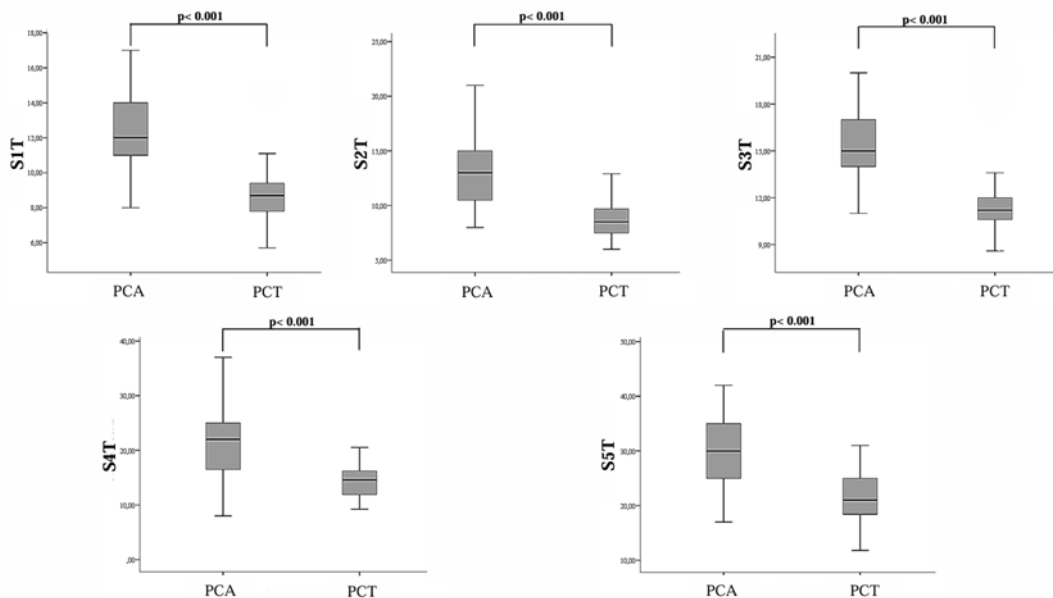 p< 0.001
18,00
16,00
14,00
12,00
10,00
8,00
6,00
S1T
PCA PCT
p< 0.001
25,00
20,00
15,00
10,00
5,00
S2T
PCA PCT
p< 0.001
21,00
18,00
15,00
12,00
9,00
S3T
PCA PCT
p< 0.001
40,00
30,00
20,00
10,00
,00
S4T
PCA PCT
p< 0.001
50,00
40,00
30,00
20,00
10,00
S5T
PCA PCT